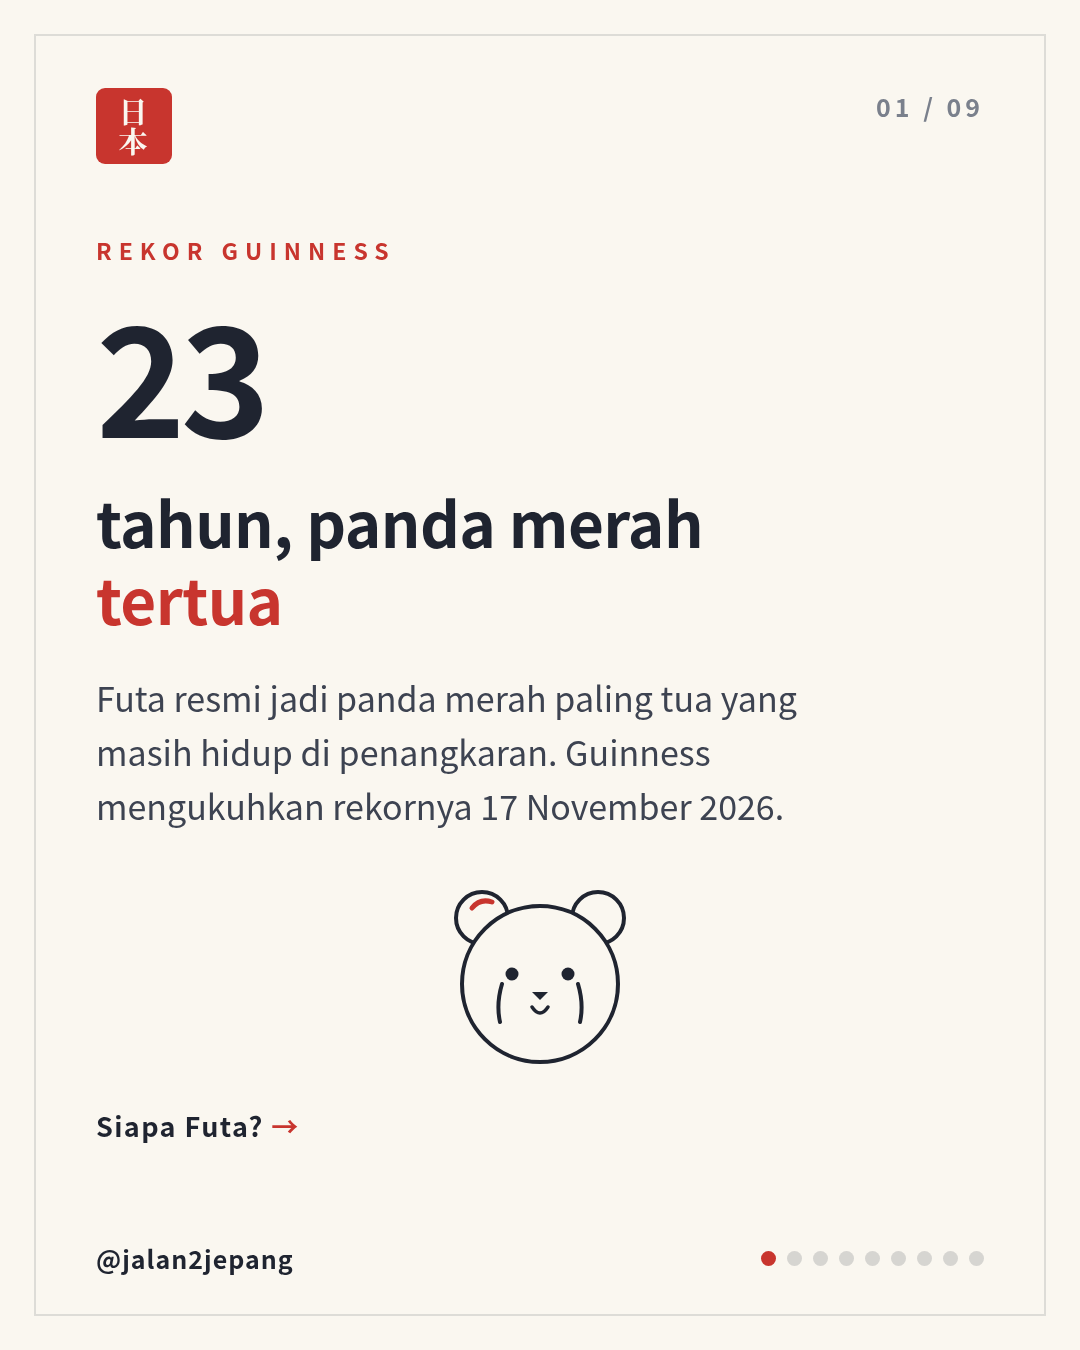 日本
01 / 09
REKOR GUINNESS
23
tahun, panda merah
tertua
Futa resmi jadi panda merah paling tua yang
masih hidup di penangkaran. Guinness
mengukuhkan rekornya 17 November 2026.
Siapa Futa? →
@jalan2jepang